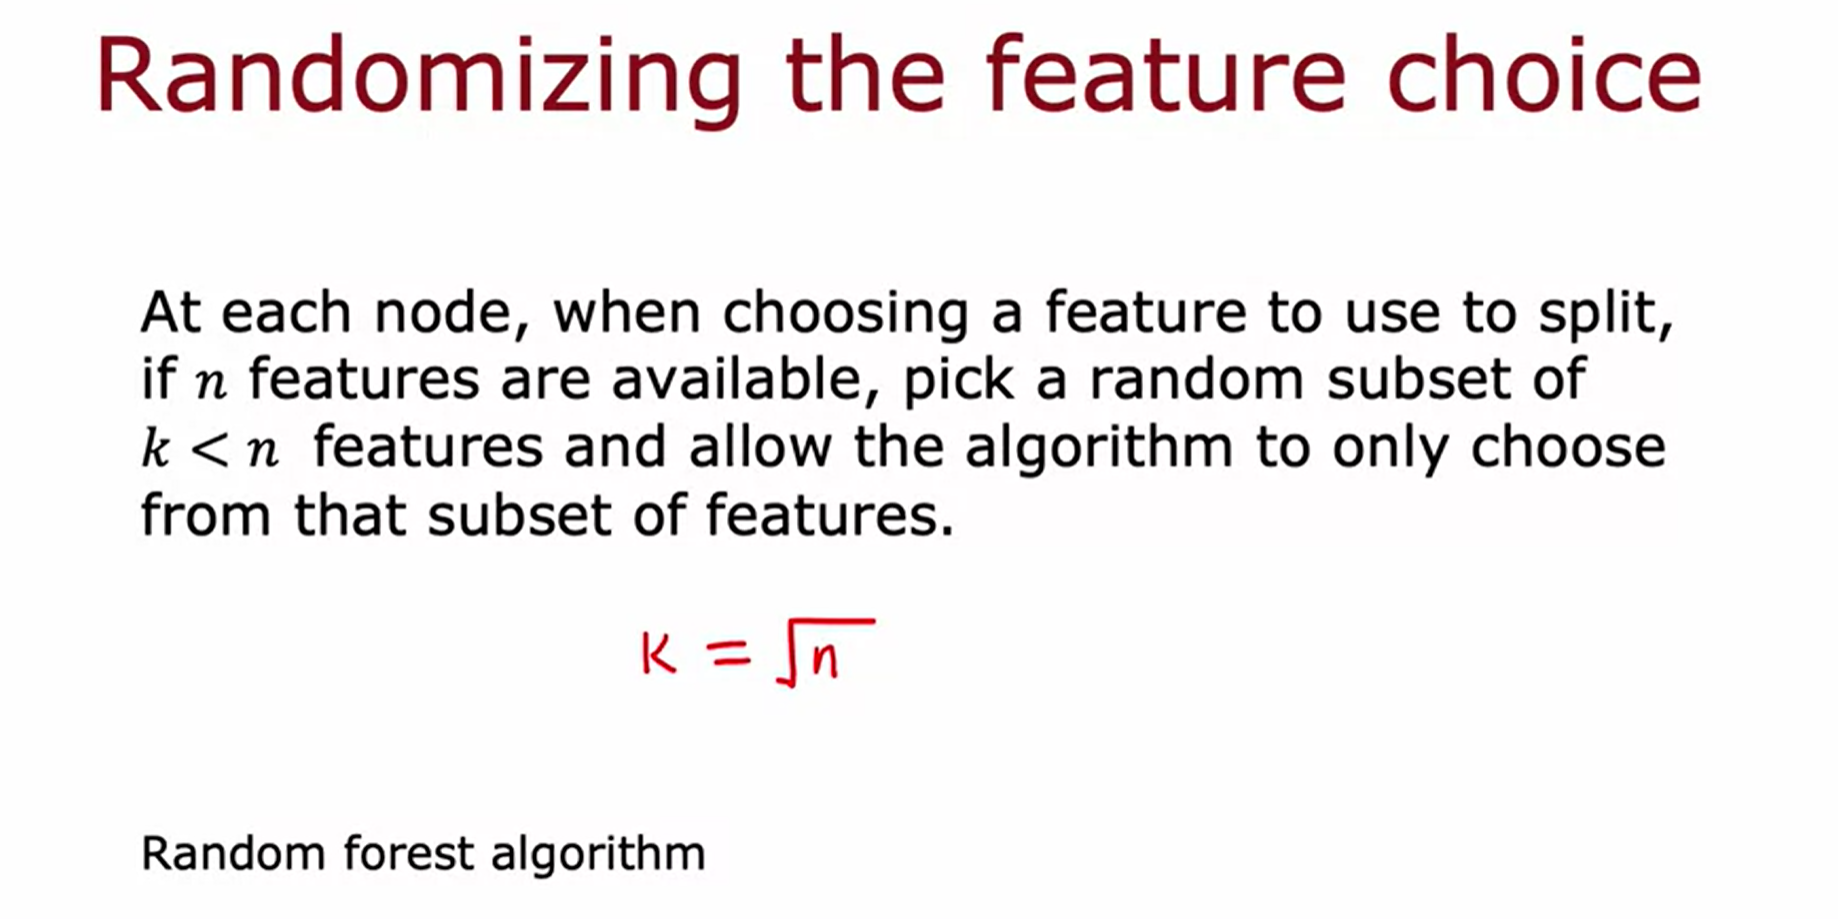 Randomizing the feature choice
At each node, when choosing a feature to use to split,
if n features are available, pick a random subset of
k < n features and allow the algorithm to only choose
from that subset of features.
K = √n
Random forest algorithm